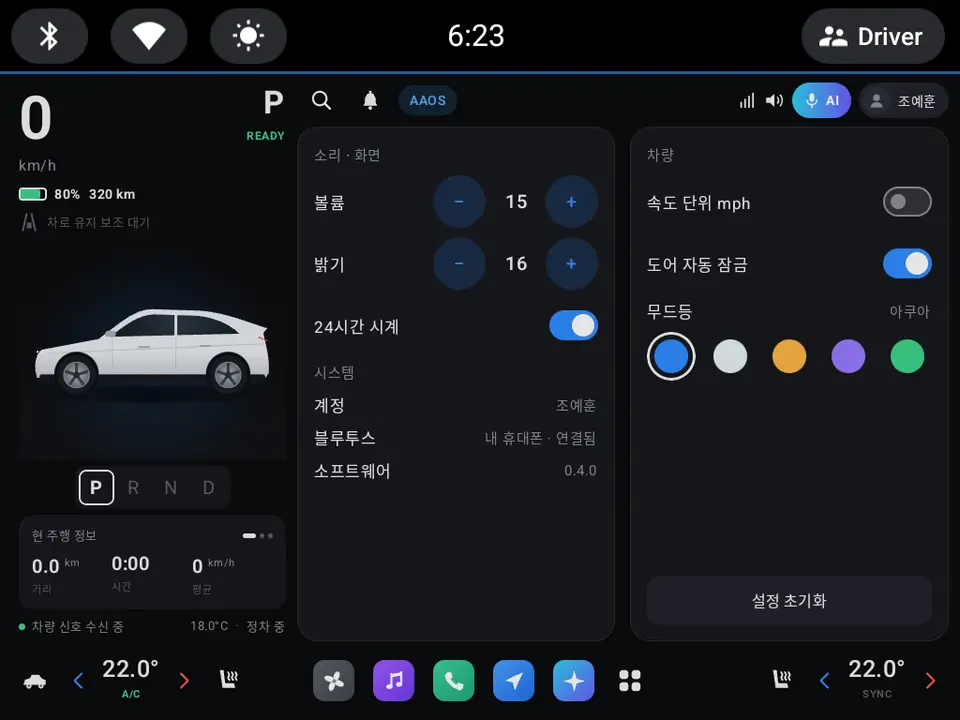 6:23
Driver
0
P
READY
km/h
80% 320 km
차로 유지 보조 대기
P R N D
현 주행 정보
0.0 km
0:00
0 km/h
거리
시간
평균
차량 신호 수신 중
18.0°C · 정차 중
AAOS
AI
조예훈
소리 · 화면
볼륨
− 15 +
밝기
− 16 +
24시간 시계
시스템
계정
조예훈
블루투스
내 휴대폰 · 연결됨
소프트웨어
0.4.0
차량
속도 단위 mph
도어 자동 잠금
무드등
아쿠아
설정 초기화
22.0°
A/C
22.0°
SYNC